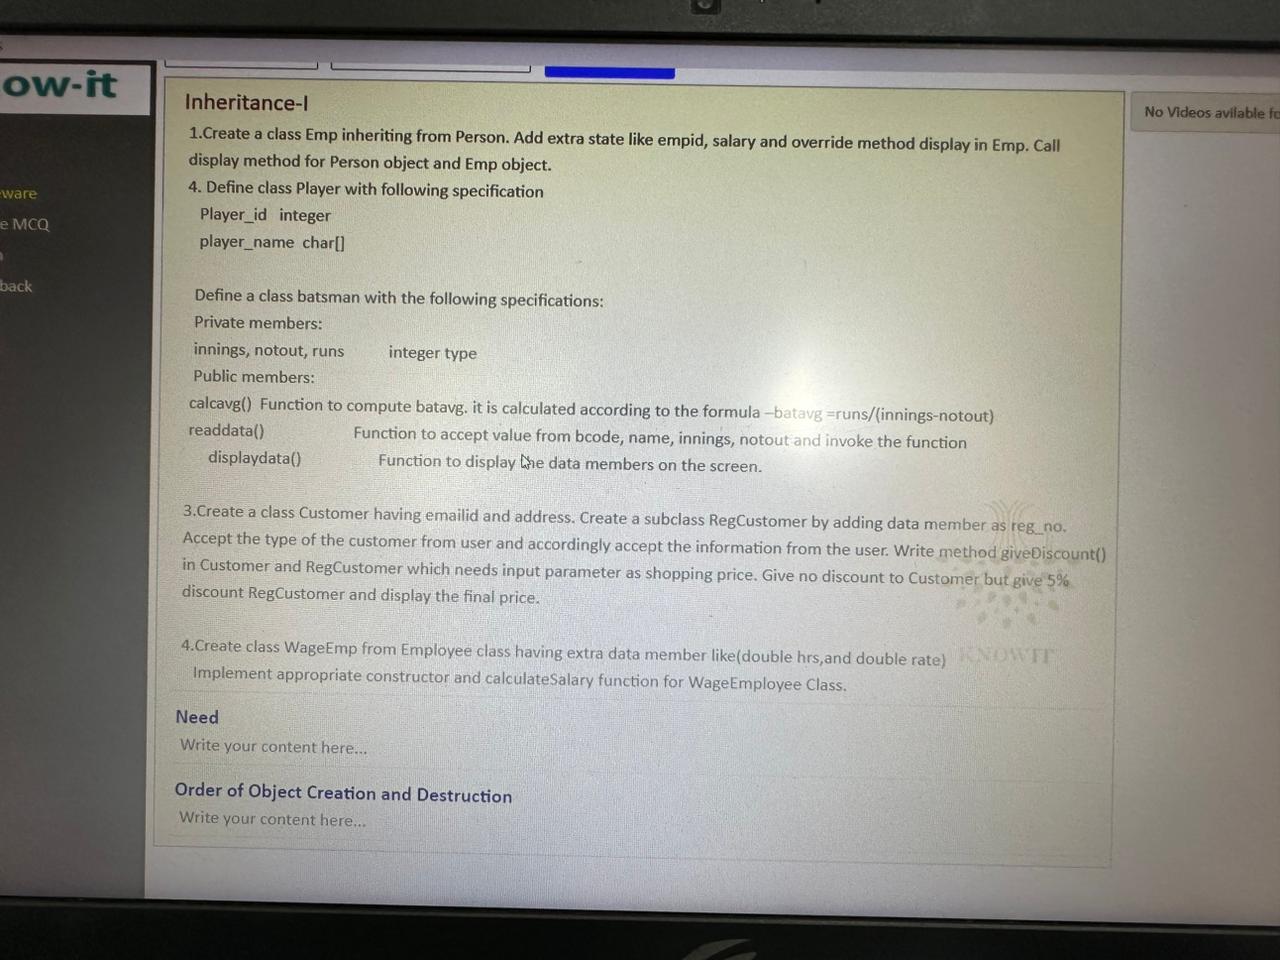 ow-it
No Videos avilable fo
ware
e MCQ
back
Inheritance-I
1.Create a class Emp inheriting from Person. Add extra state like empid, salary and override method display in Emp. Call
display method for Person object and Emp object.
4. Define class Player with following specification
Player_id integer
player_name char[]
Define a class batsman with the following specifications:
Private members:
innings, notout, runs integer type
Public members:
calcavg() Function to compute batavg. it is calculated according to the formula –batavg =runs/(innings-notout)
readdata() Function to accept value from bcode, name, innings, notout and invoke the function
displaydata() Function to display the data members on the screen.
3.Create a class Customer having emailid and address. Create a subclass RegCustomer by adding data member as reg_no.
Accept the type of the customer from user and accordingly accept the information from the user. Write method giveDiscount()
in Customer and RegCustomer which needs input parameter as shopping price. Give no discount to Customer but give 5%
discount RegCustomer and display the final price.
4.Create class WageEmp from Employee class having extra data member like(double hrs,and double rate)
KNOWIT
Implement appropriate constructor and calculateSalary function for WageEmployee Class.
Need
Write your content here...
Order of Object Creation and Destruction
Write your content here...